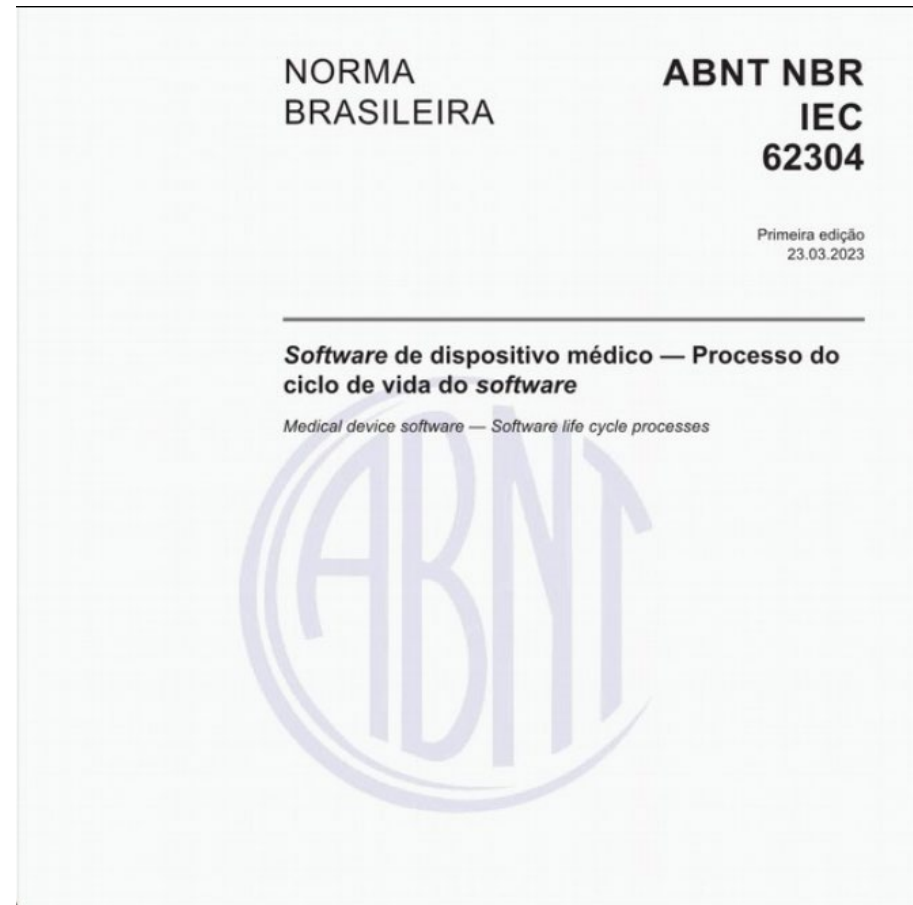 NORMA
BRASILEIRA
ABNT NBR
IEC
62304
Primeira edição
23.03.2023
Software de dispositivo médico — Processo do
ciclo de vida do software
Medical device software — Software life cycle processes
ABNT